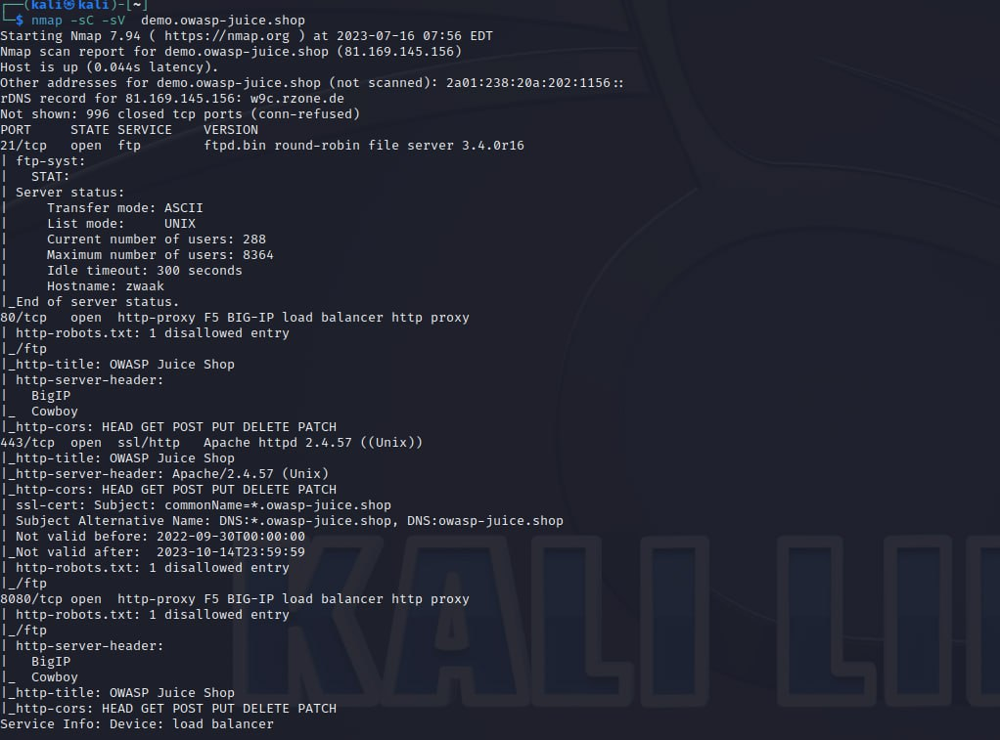 ┌──(kali㉿kali)-[~]
└─$ nmap -sC -sV  demo.owasp-juice.shop
Starting Nmap 7.94 ( https://nmap.org ) at 2023-07-16 07:56 EDT
Nmap scan report for demo.owasp-juice.shop (81.169.145.156)
Host is up (0.044s latency).
Other addresses for demo.owasp-juice.shop (not scanned): 2a01:238:20a:202:1156::
rDNS record for 81.169.145.156: w9c.rzone.de
Not shown: 996 closed tcp ports (conn-refused)
PORT     STATE SERVICE    VERSION
21/tcp   open  ftp        ftpd.bin round-robin file server 3.4.0r16
| ftp-syst:
|   STAT:
| Server status:
|     Transfer mode: ASCII
|     List mode:     UNIX
|     Current number of users: 288
|     Maximum number of users: 8364
|     Idle timeout: 300 seconds
|     Hostname: zwaak
|_End of server status.
80/tcp   open  http-proxy F5 BIG-IP load balancer http proxy
| http-robots.txt: 1 disallowed entry
|_/ftp
|_http-title: OWASP Juice Shop
| http-server-header:
|   BigIP
|_  Cowboy
|_http-cors: HEAD GET POST PUT DELETE PATCH
443/tcp  open  ssl/http   Apache httpd 2.4.57 ((Unix))
|_http-title: OWASP Juice Shop
|_http-server-header: Apache/2.4.57 (Unix)
|_http-cors: HEAD GET POST PUT DELETE PATCH
| ssl-cert: Subject: commonName=*.owasp-juice.shop
| Subject Alternative Name: DNS:*.owasp-juice.shop, DNS:owasp-juice.shop
| Not valid before: 2022-09-30T00:00:00
|_Not valid after:  2023-10-14T23:59:59
| http-robots.txt: 1 disallowed entry
|_/ftp
8080/tcp open  http-proxy F5 BIG-IP load balancer http proxy
| http-robots.txt: 1 disallowed entry
|_/ftp
| http-server-header:
|   BigIP
|_  Cowboy
|_http-title: OWASP Juice Shop
|_http-cors: HEAD GET POST PUT DELETE PATCH
Service Info: Device: load balancer
KALI LI